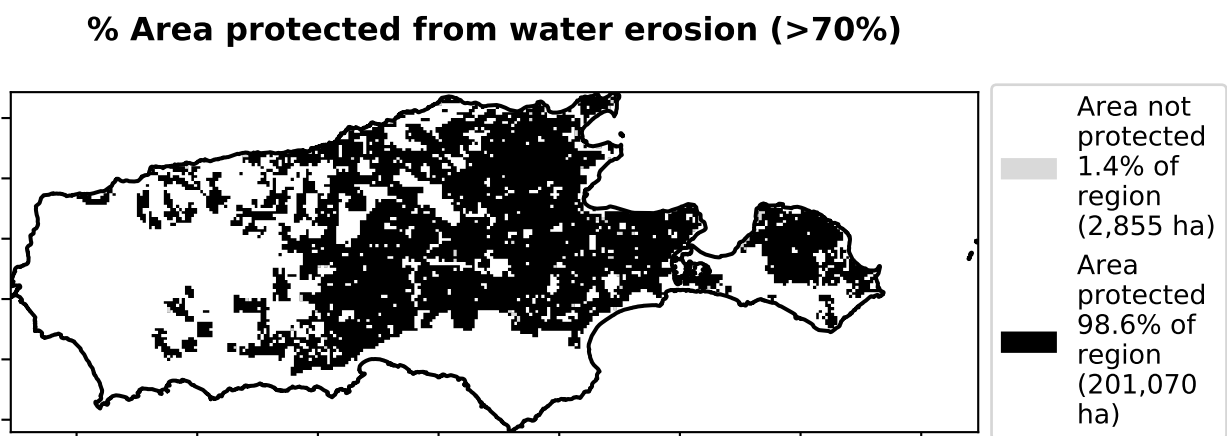 % Area protected from water erosion (>70%)
Area not
protected
1.4% of
region
(2,855 ha)
Area
protected
98.6% of
region
(201,070
ha)